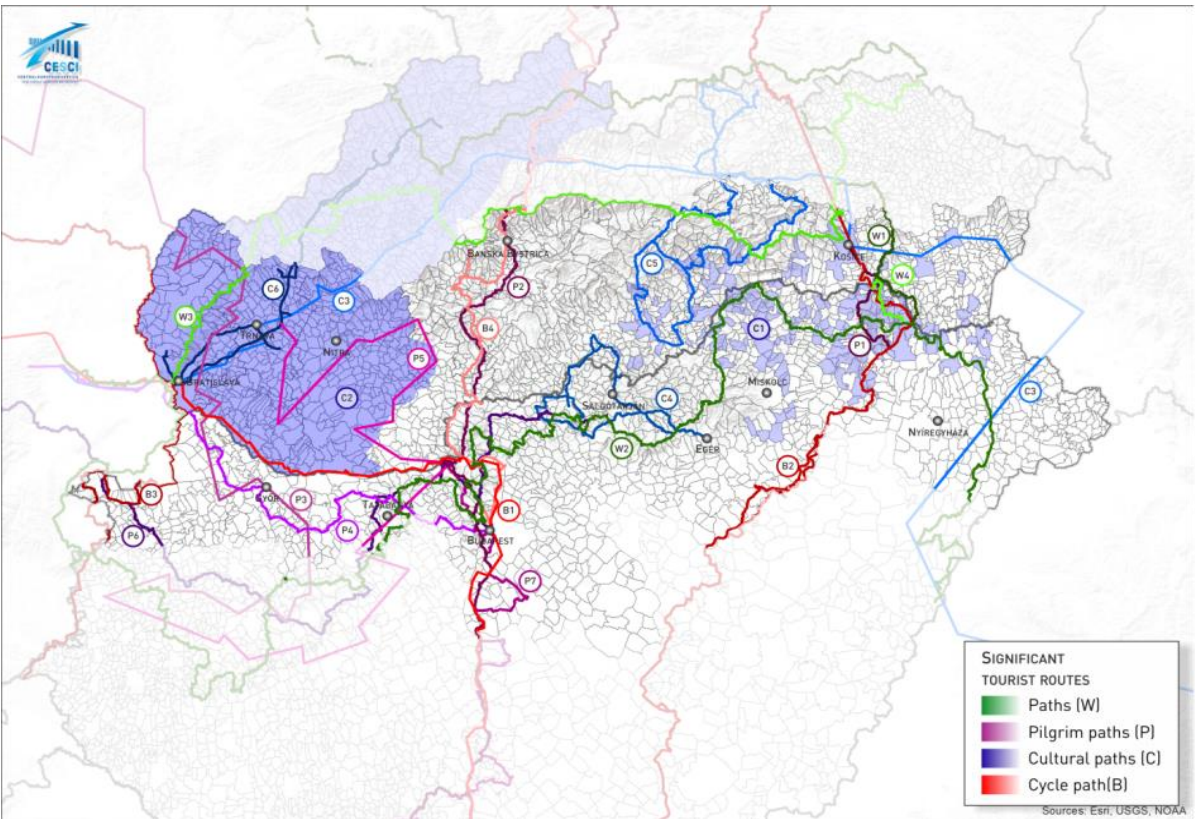 CESCI
W1
BANSKÁ BYSTRICA
KOŠICE
C5
W4
C6
P2
C3
W3
B4
TRNAVA
C1
NITRA
P5
P1
BRATISLAVA
MISKOLC
C2
C3
SALGÓTARJÁN
C4
NYÍREGYHÁZA
W2
EGER
B2
B3
GYŐR
P3
TATABÁNYA
B1
P6
P4
BUDAPEST
P7
SIGNIFICANT
TOURIST ROUTES
Paths (W)
Pilgrim paths (P)
Cultural paths (C)
Cycle path(B)
Sources: Esri, USGS, NOAA